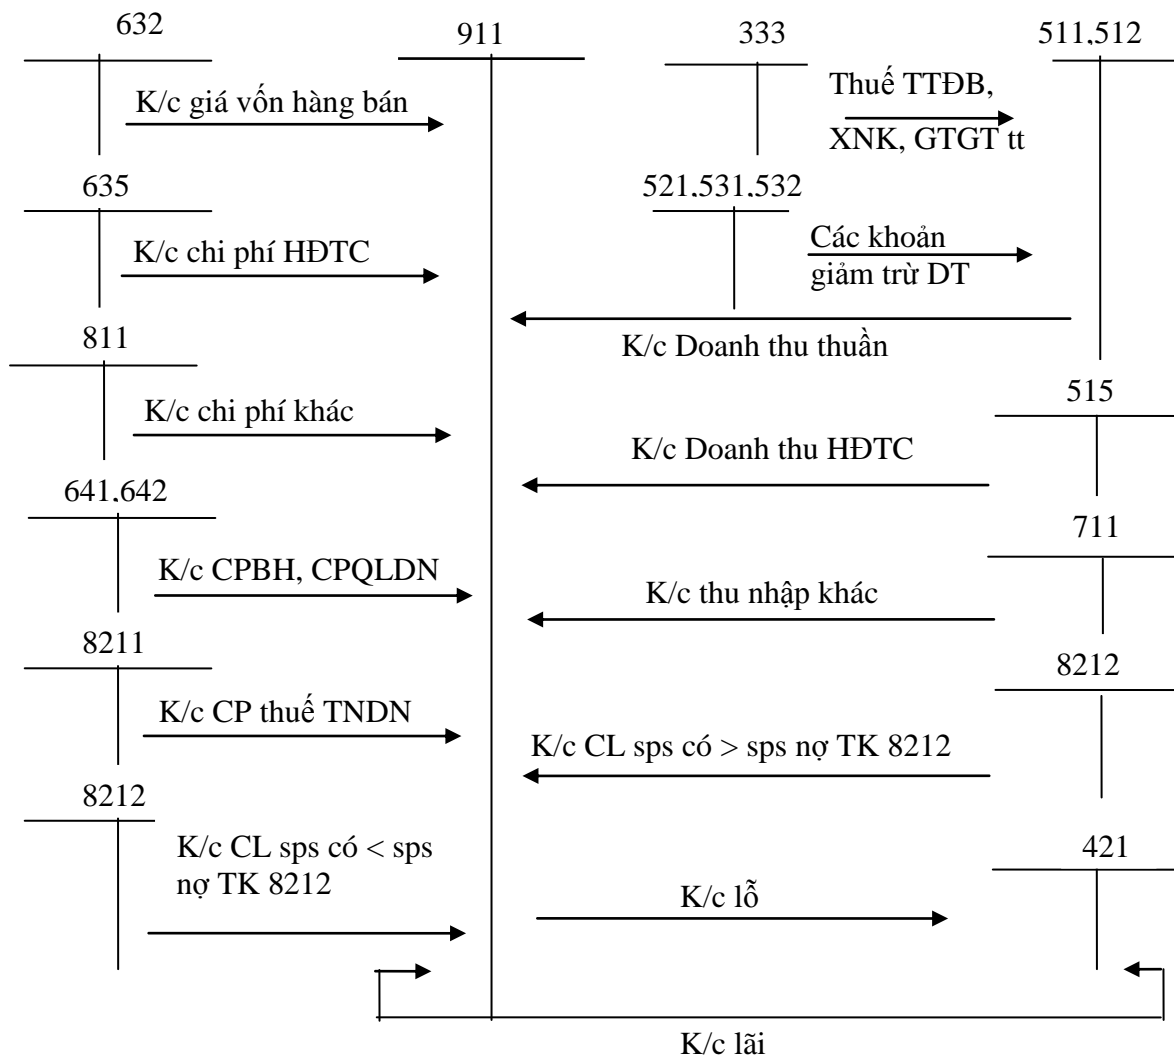 632
911
333
511,512
K/c giá vốn hàng bán
Thuế TTĐB,
XNK, GTGT tt
635
521,531,532
K/c chi phí HĐTC
Các khoản
giảm trừ DT
811
K/c Doanh thu thuần
K/c chi phí khác
515
K/c Doanh thu HĐTC
641,642
711
K/c CPBH, CPQLDN
K/c thu nhập khác
8211
8212
K/c CP thuế TNDN
K/c CL sps có > sps nợ TK 8212
8212
K/c CL sps có < sps
nợ TK 8212
421
K/c lỗ
K/c lãi